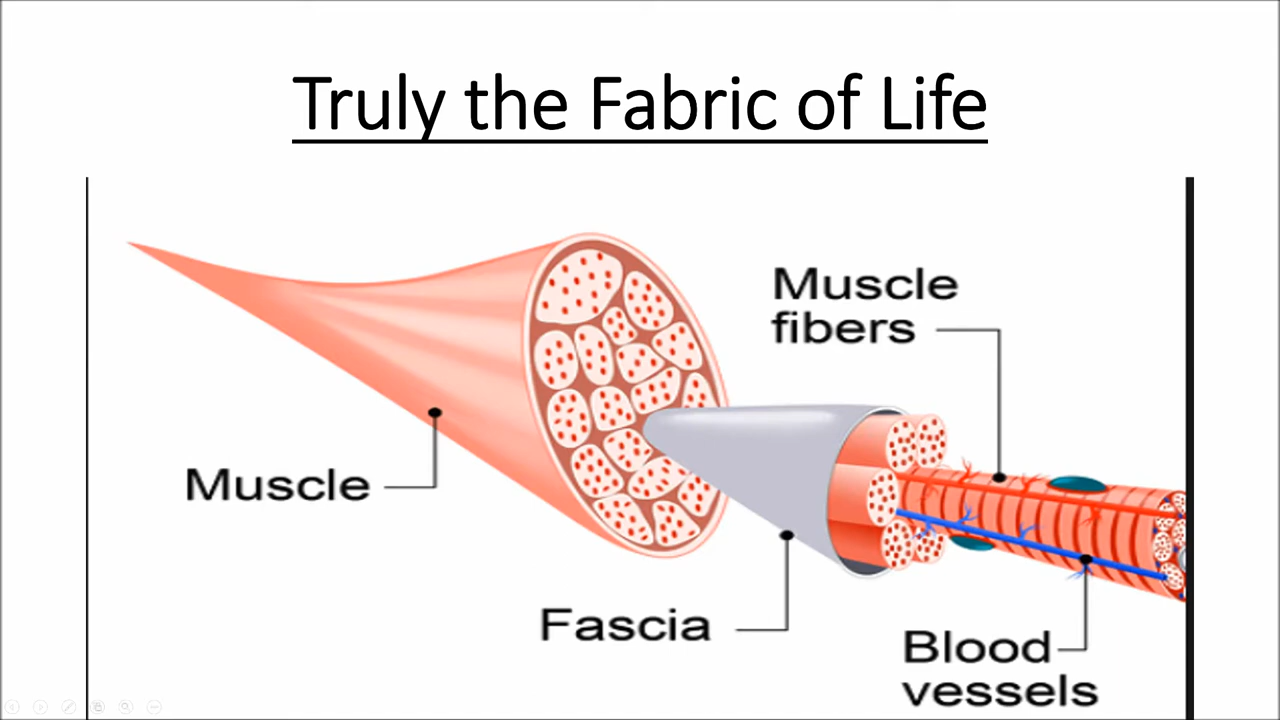 Truly the Fabric of Life
Muscle
fibers
Muscle
Fascia
Blood
vessels